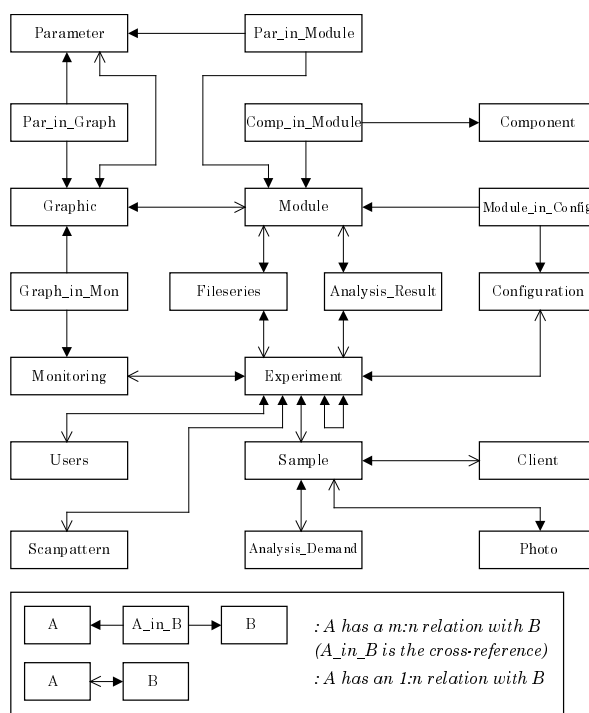 Parameter
Par_in_Module
Par_in_Graph
Comp_in_Module
Component
Graphic
Module
Module_in_Config
Graph_in_Mon
Fileseries
Analysis_Result
Configuration
Monitoring
Experiment
Users
Sample
Client
Scanpattern
Analysis_Demand
Photo
A
A_in_B
B
: A has a m:n relation with B
(A_in_B is the cross-reference)
A
B
: A has an 1:n relation with B